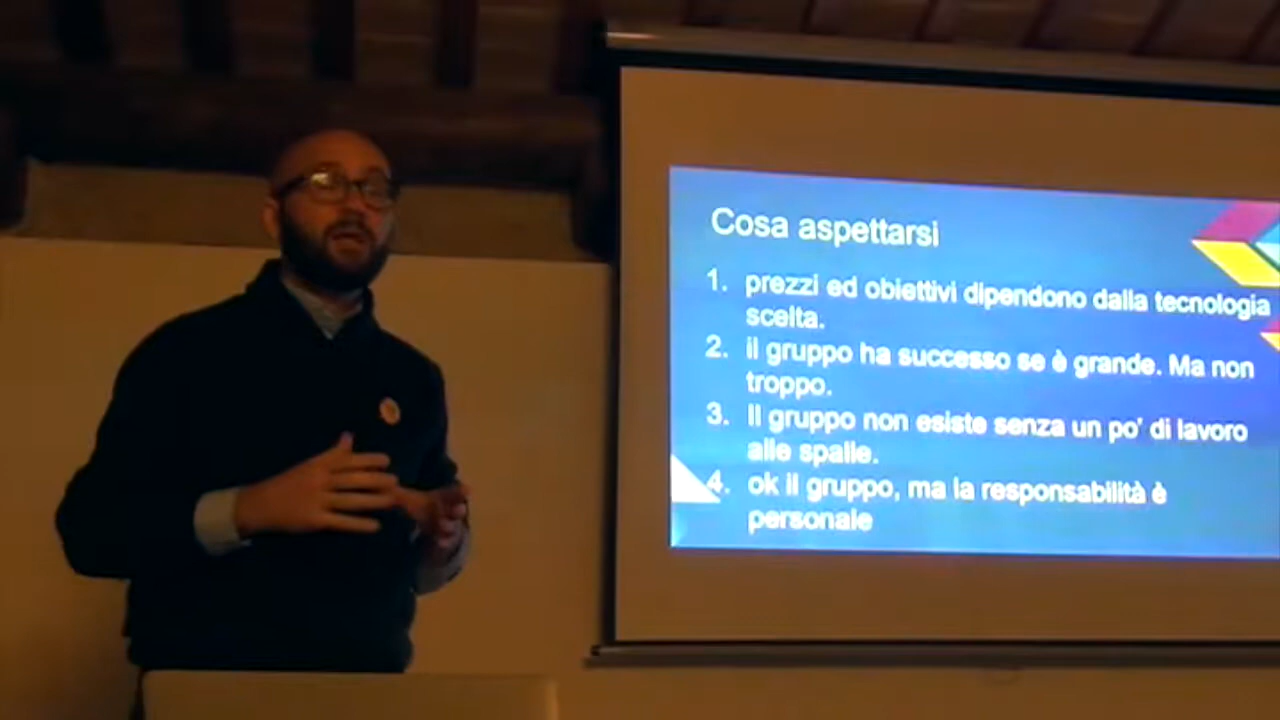 Cosa aspettarsi
1. prezzi ed obiettivi dipendono dalla tecnologia
scelta.
2. il gruppo ha successo se è grande. Ma non
troppo.
3. Il gruppo non esiste senza un po' di lavoro
alle spalle.
4. ok il gruppo, ma la responsabilità è
personale